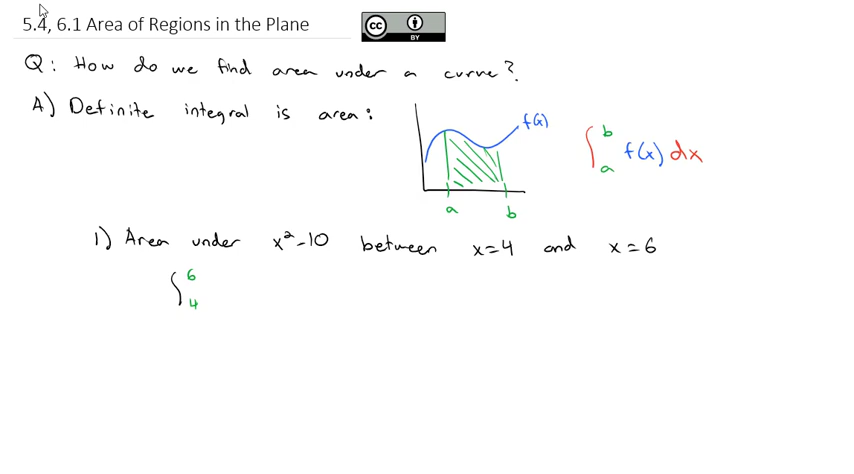 5.4, 6.1 Area of Regions in the Plane
CC BY
Q: How do we find area under a curve?
A) Definite integral is area:
f(x)
a b
∫_a^b f(x) dx
1) Area under x²-10 between x=4 and x=6
∫_4^6